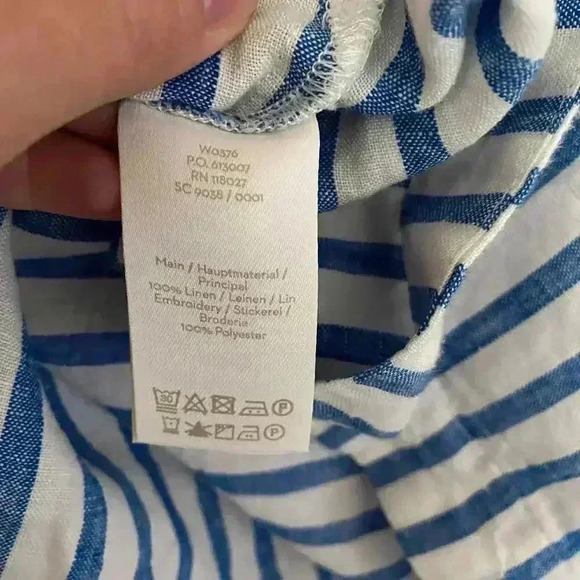 W0376
P.O. 613007
RN 118027
SC 9038 / 0001
Main / Hauptmaterial /
Principal
100% Linen / Leinen / Lin
Embroidery / Stickerei /
Broderie
100% Polyester
30
P
P